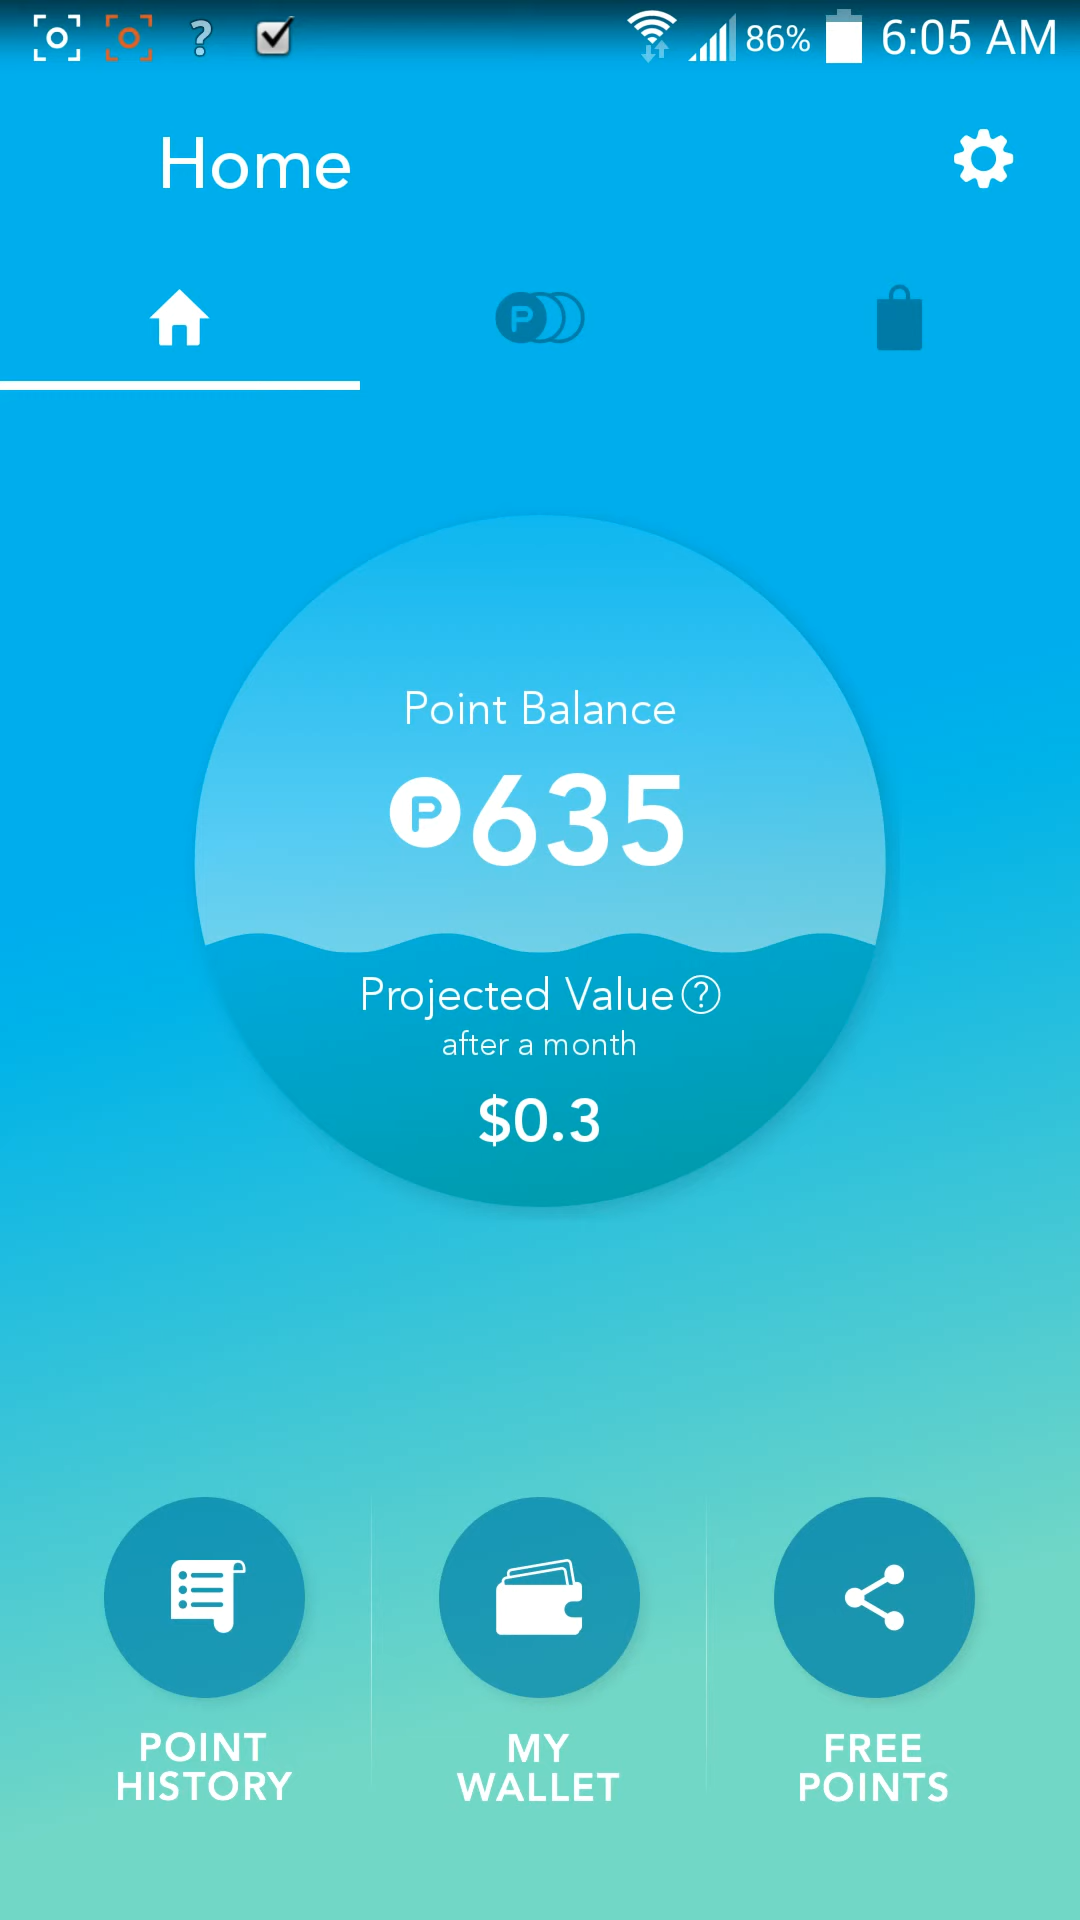 86% 6:05 AM
Home
Point Balance
P 635
Projected Value ?
after a month
$0.3
POINT HISTORY
MY WALLET
FREE POINTS